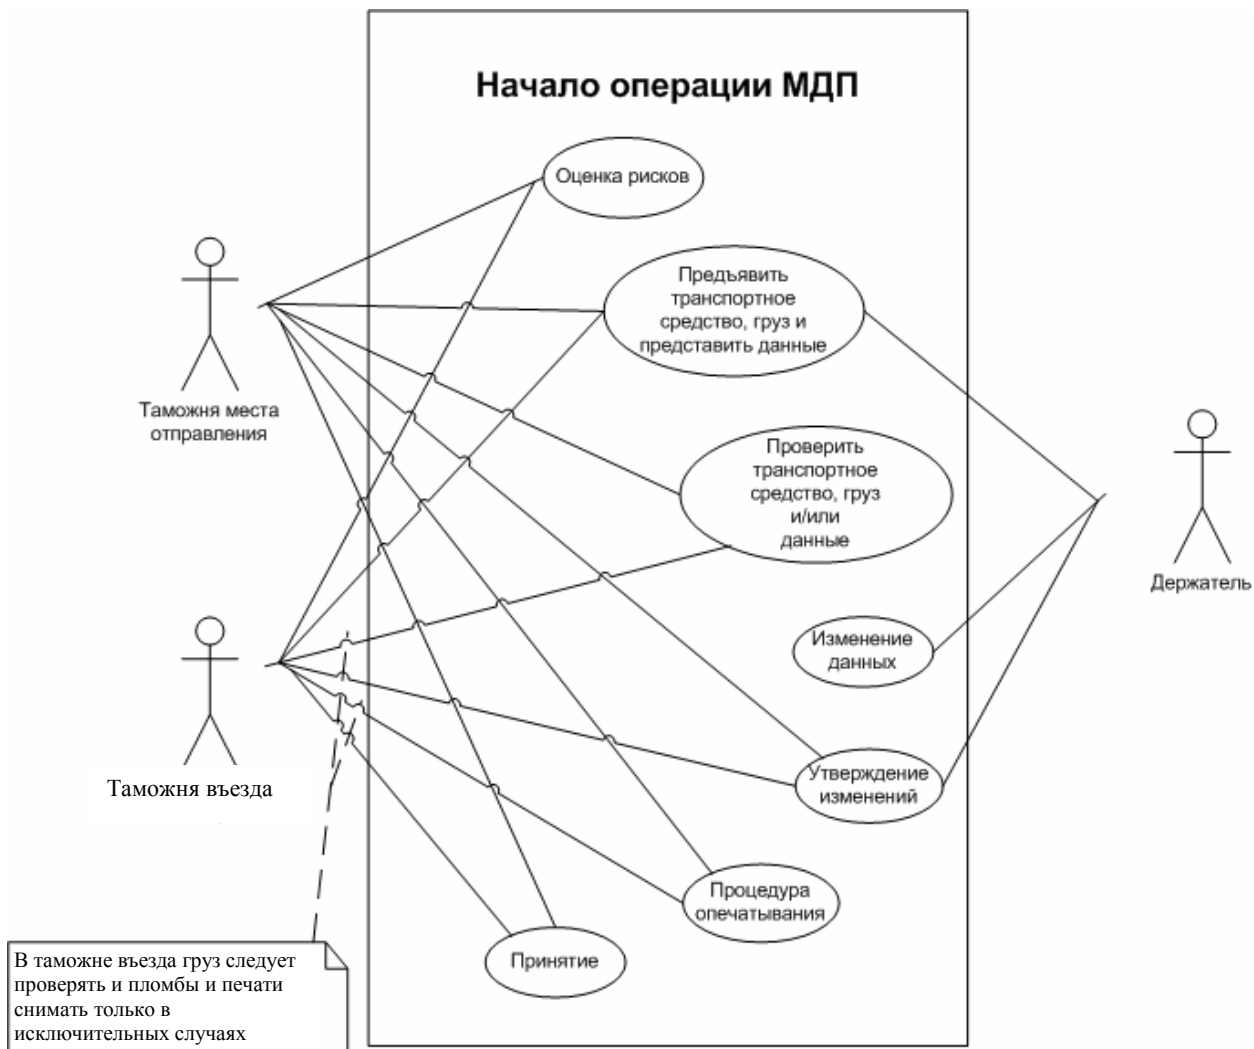 Начало операции МДП
Оценка рисков
Предъявить
транспортное
средство, груз и
представить данные
Таможня места
отправления
Проверить
транспортное
средство, груз
и/или
данные
Держатель
Изменение
данных
Таможня въезда
Утверждение
изменений
Процедура
опечатывания
Принятие
В таможне въезда груз следует
проверять и пломбы и печати
снимать только в
исключительных случаях